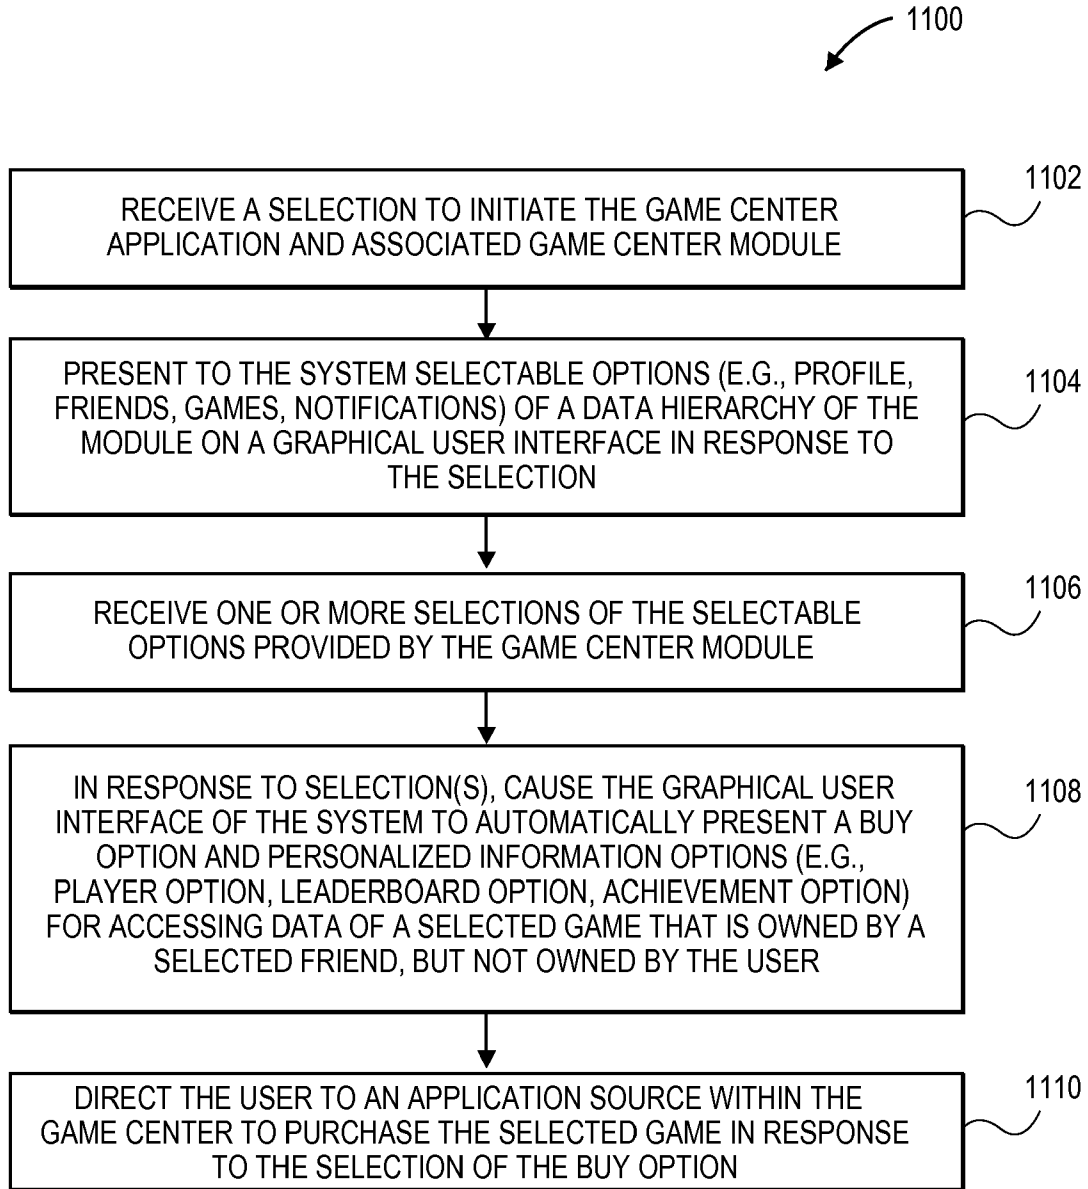 1100
RECEIVE A SELECTION TO INITIATE THE GAME CENTER
APPLICATION AND ASSOCIATED GAME CENTER MODULE
1102
PRESENT TO THE SYSTEM SELECTABLE OPTIONS (E.G., PROFILE,
FRIENDS, GAMES, NOTIFICATIONS) OF A DATA HIERARCHY OF THE
MODULE ON A GRAPHICAL USER INTERFACE IN RESPONSE TO
THE SELECTION
1104
RECEIVE ONE OR MORE SELECTIONS OF THE SELECTABLE
OPTIONS PROVIDED BY THE GAME CENTER MODULE
1106
IN RESPONSE TO SELECTION(S), CAUSE THE GRAPHICAL USER
INTERFACE OF THE SYSTEM TO AUTOMATICALLY PRESENT A BUY
OPTION AND PERSONALIZED INFORMATION OPTIONS (E.G.,
PLAYER OPTION, LEADERBOARD OPTION, ACHIEVEMENT OPTION)
FOR ACCESSING DATA OF A SELECTED GAME THAT IS OWNED BY A
SELECTED FRIEND, BUT NOT OWNED BY THE USER
1108
DIRECT THE USER TO AN APPLICATION SOURCE WITHIN THE
GAME CENTER TO PURCHASE THE SELECTED GAME IN RESPONSE
TO THE SELECTION OF THE BUY OPTION
1110